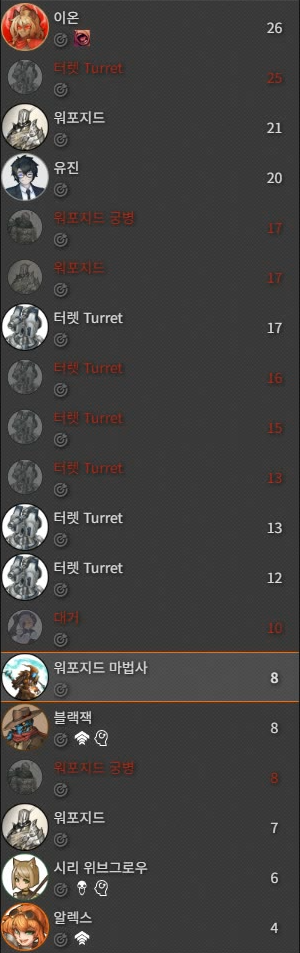 이온 26
터렛 Turret 25
워포지드 21
유진 20
워포지드 궁병 17
워포지드 17
터렛 Turret 17
터렛 Turret 16
터렛 Turret 15
터렛 Turret 13
터렛 Turret 13
터렛 Turret 12
대거 10
워포지드 마법사 8
블랙잭 8
워포지드 궁병 8
워포지드 7
시리 위브그로우 6
알렉스 4